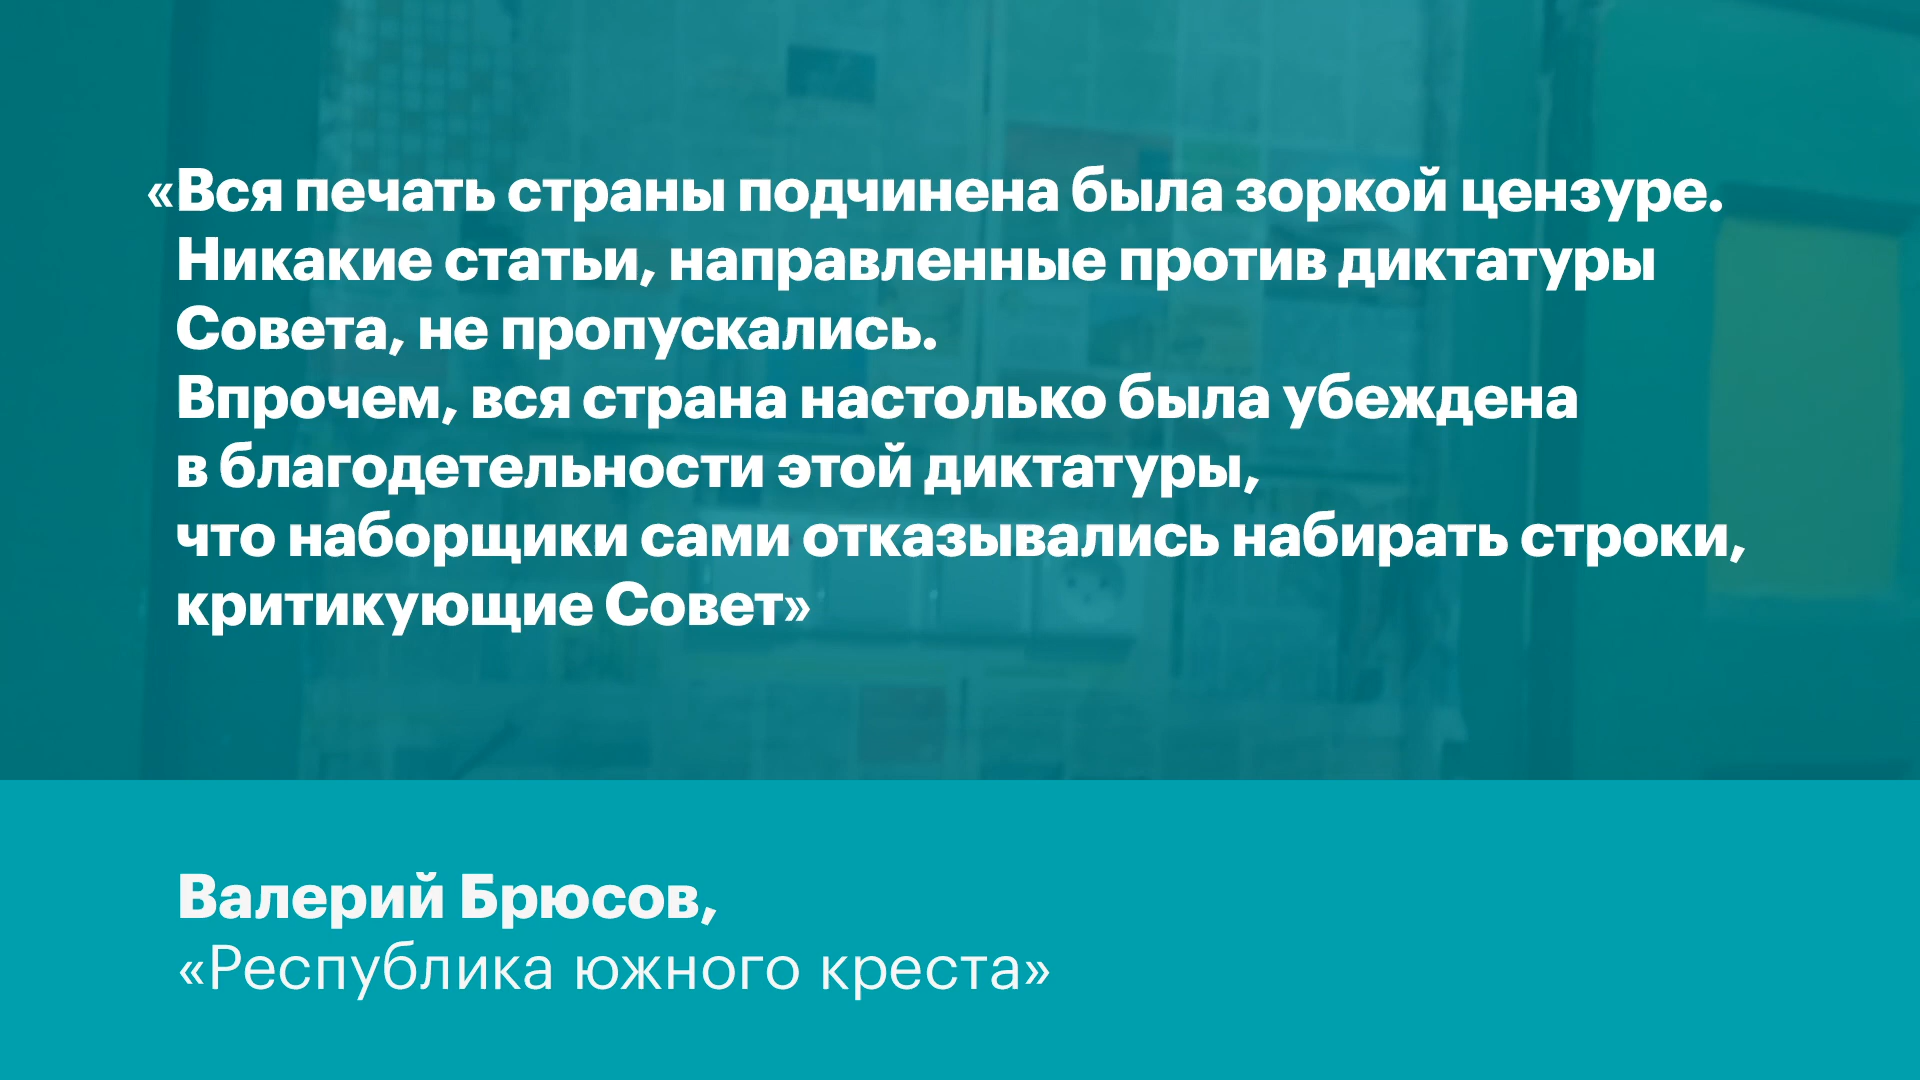 «Вся печать страны подчинена была зоркой цензуре.
Никакие статьи, направленные против диктатуры
Совета, не пропускались.
Впрочем, вся страна настолько была убеждена
в благодетельности этой диктатуры,
что наборщики сами отказывались набирать строки,
критикующие Совет»
Валерий Брюсов,
«Республика южного креста»